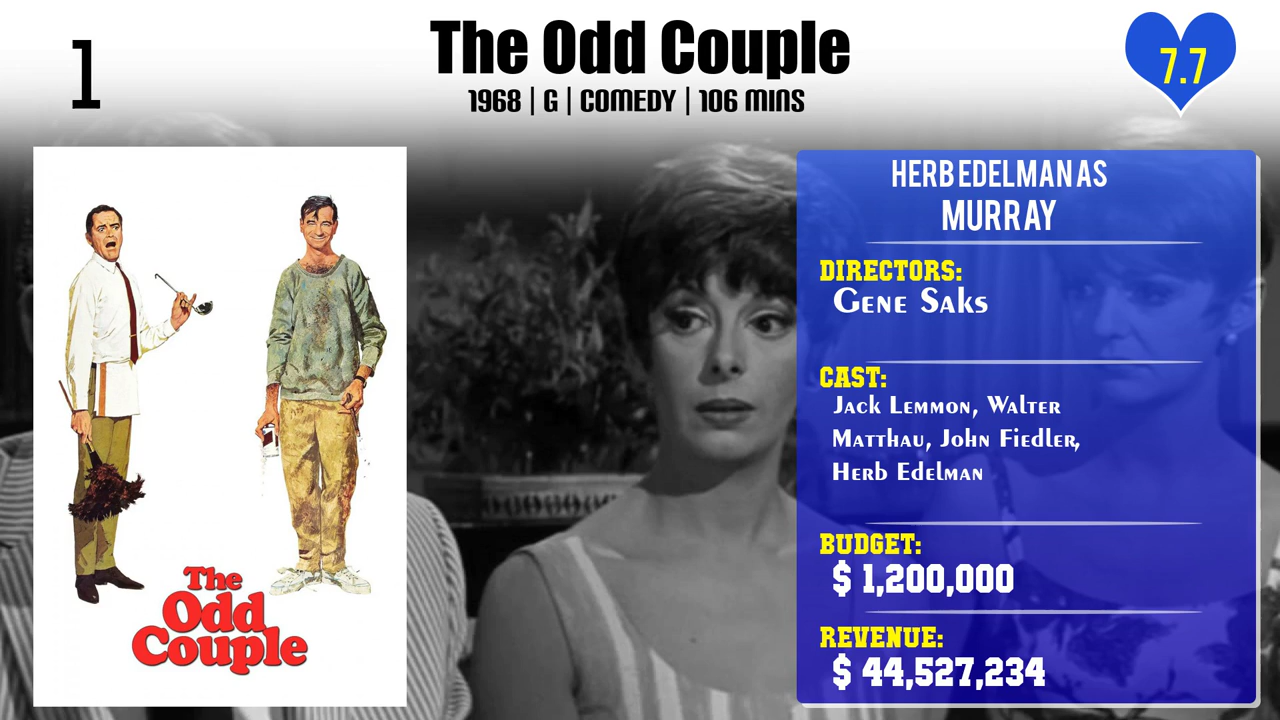 1
The Odd Couple
1968 | G | COMEDY | 106 MINS
7.7
HERB EDELMAN AS
MURRAY
DIRECTORS:
Gene Saks
CAST:
Jack Lemmon, Walter
Matthau, John Fiedler,
Herb Edelman
BUDGET:
$ 1,200,000
REVENUE:
$ 44,527,234
The
Odd
Couple